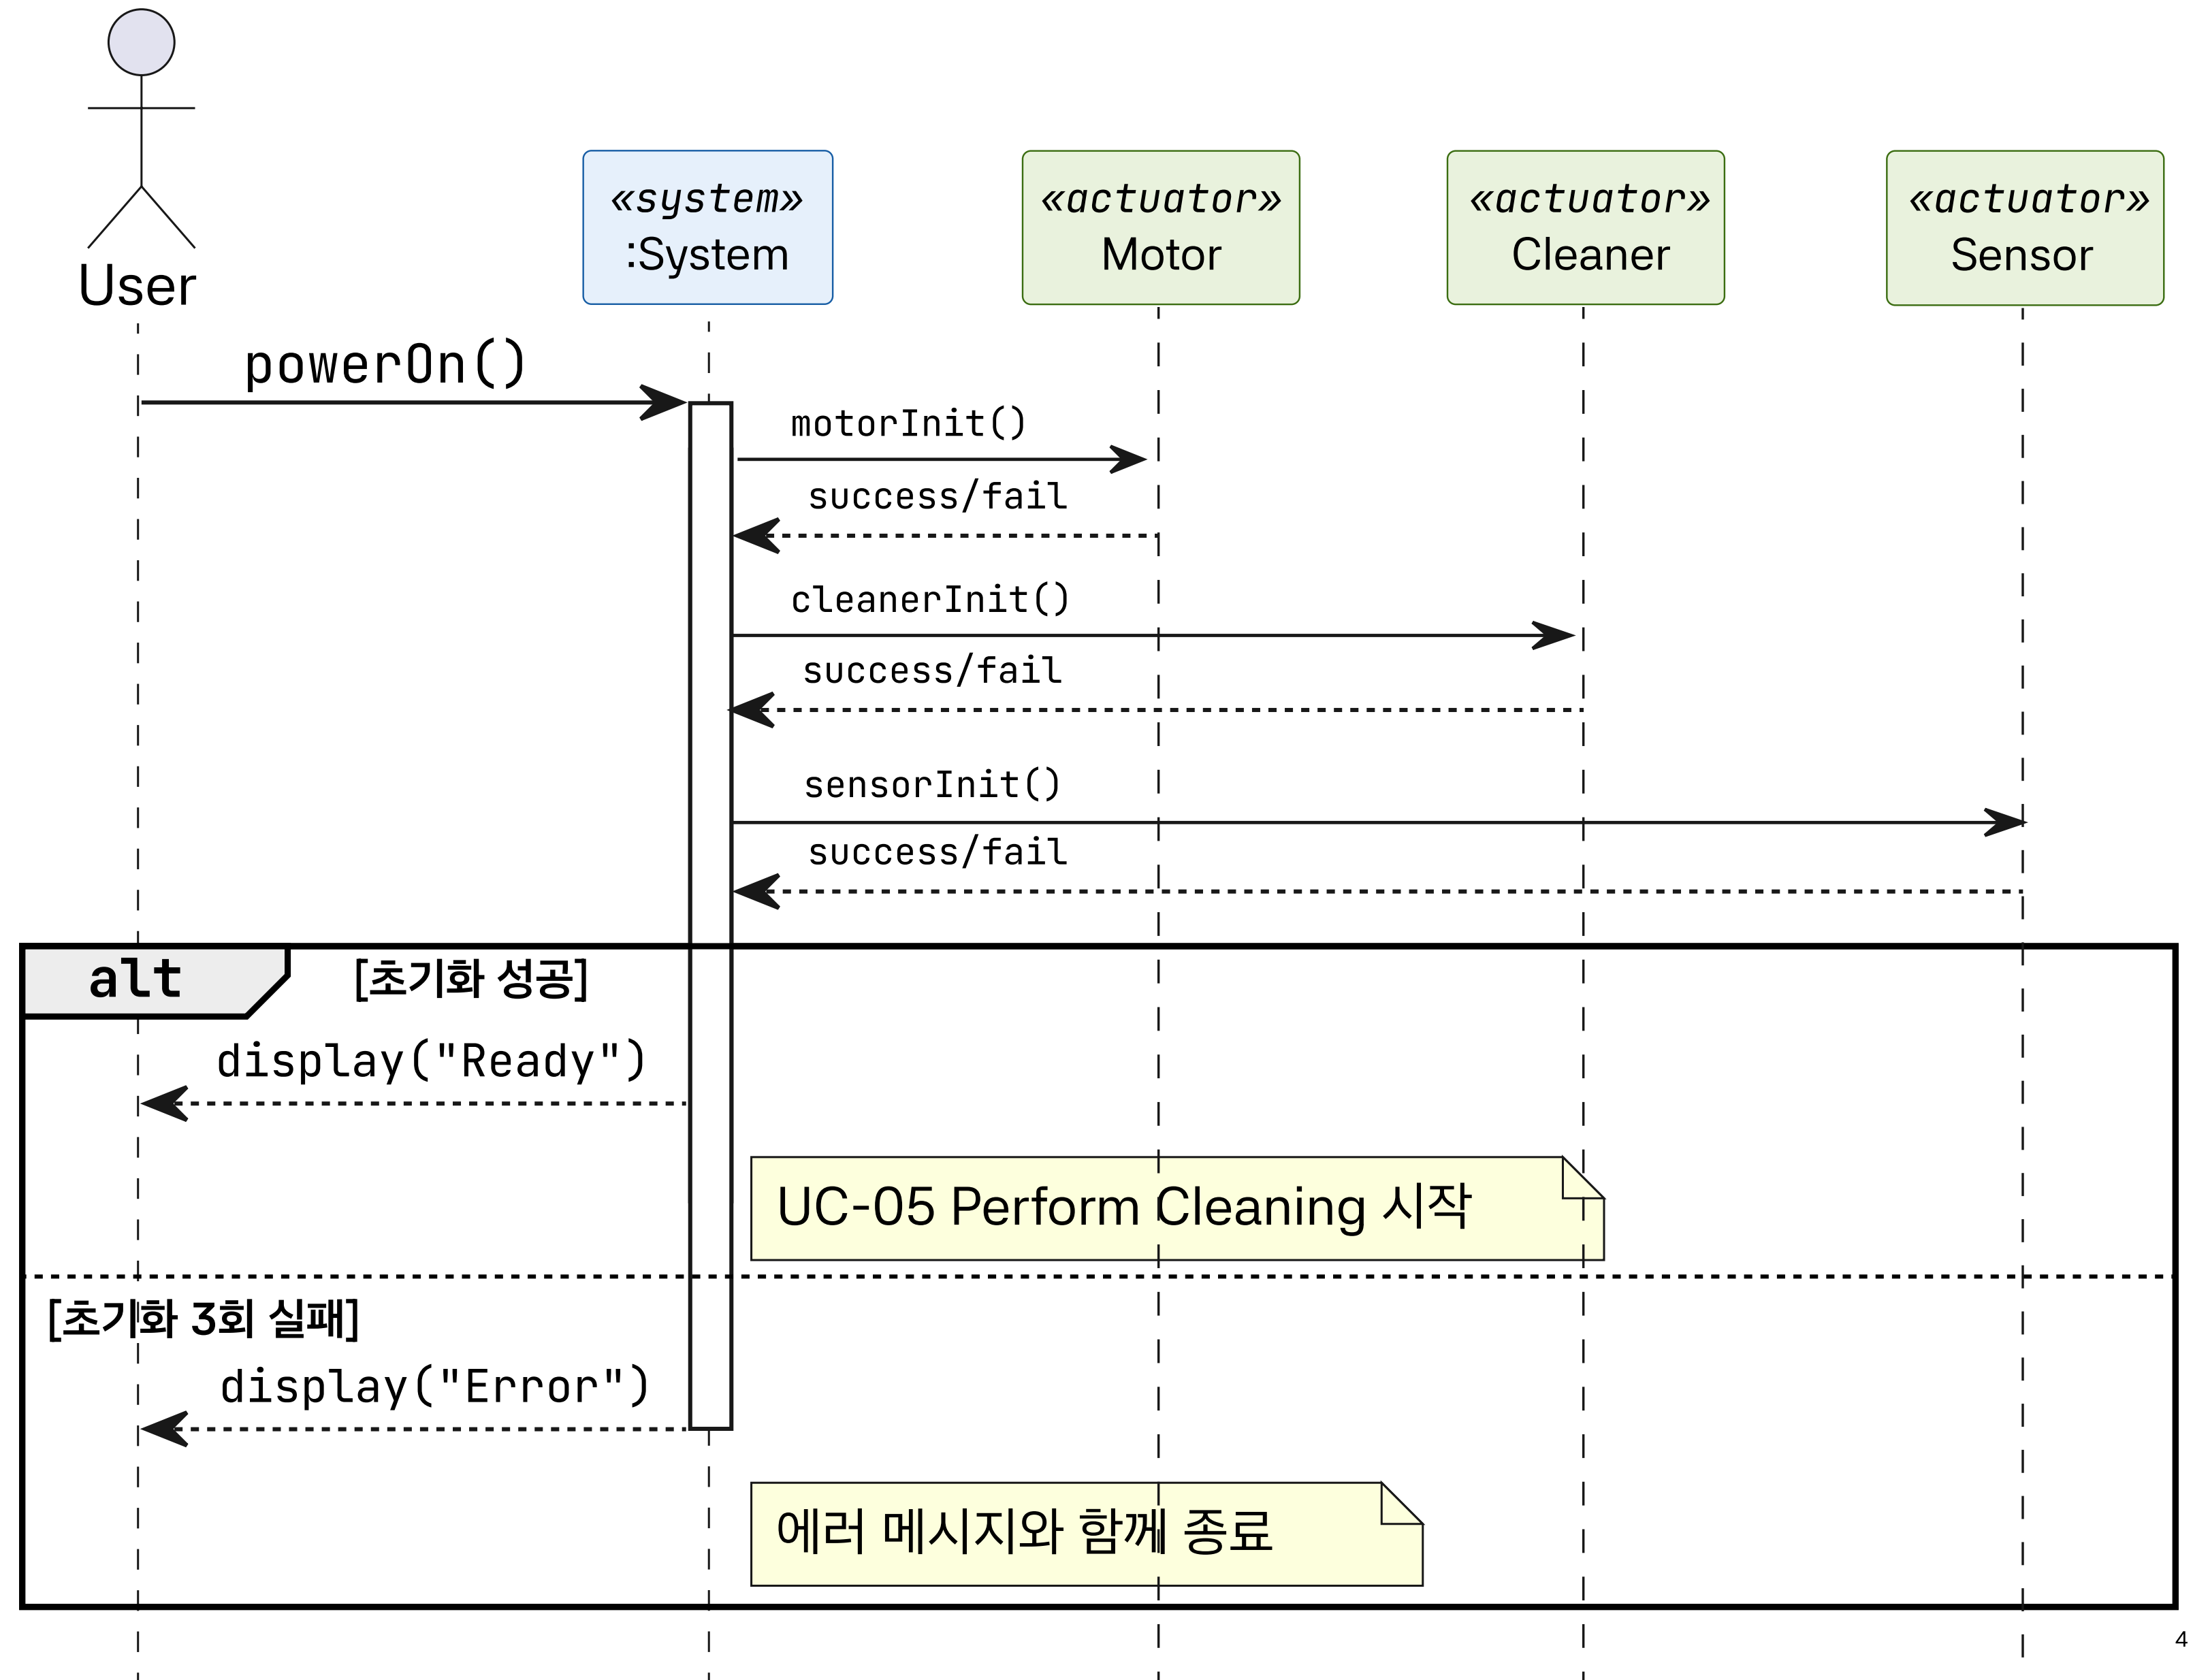 User
«system»
:System
«actuator»
Motor
«actuator»
Cleaner
«actuator»
Sensor
powerOn()
motorInit()
success/fail
cleanerInit()
success/fail
sensorInit()
success/fail
alt
[초기화 성공]
display("Ready")
UC-05 Perform Cleaning 시작
[초기화 3회 실패]
display("Error")
에러 메시지와 함께 종료
4